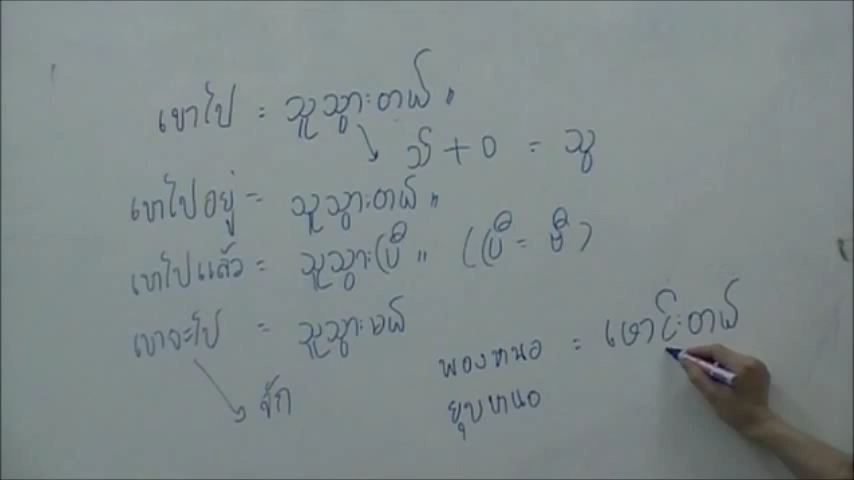 เขาไป = သူသွားတယ်။
သ် + ဝ = သွ
เขาไปอยู่ = သူသွားတယ်။
เขาไปแล้ว = သူသွားပြီ။ (ပြီ = ဗီ)
เขาจะไป = သူသွားမယ်
จัก
พองหนอ = ဖောင်းတယ်
ยุบหนอ